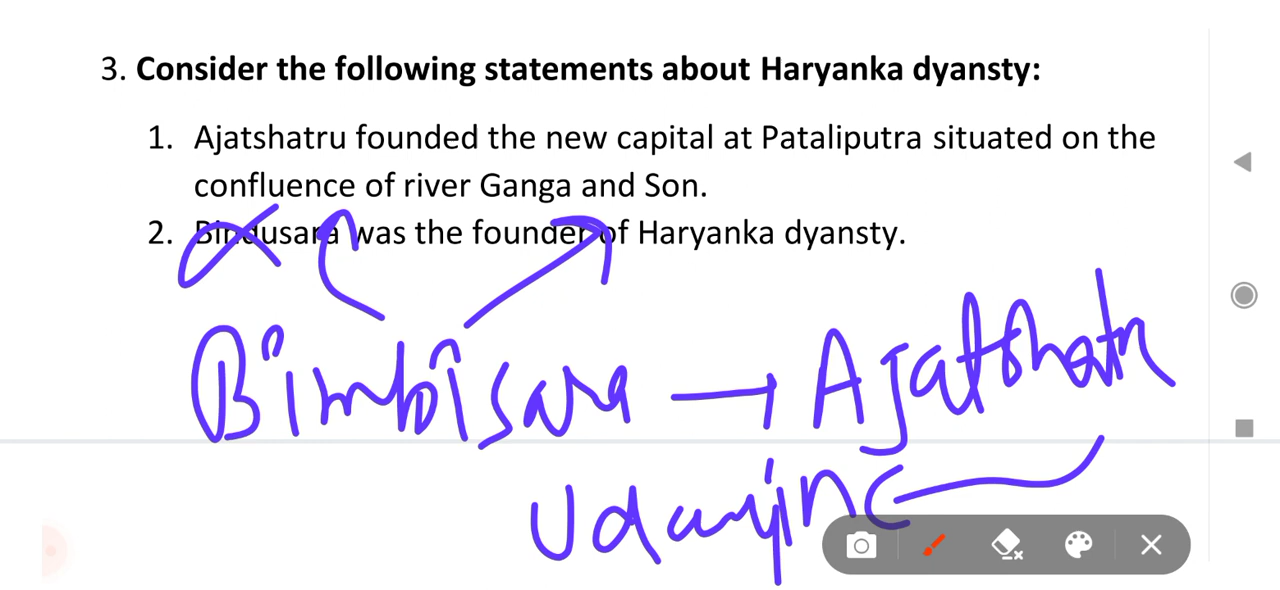 3. Consider the following statements about Haryanka dyansty:
1. Ajatshatru founded the new capital at Pataliputra situated on the
confluence of river Ganga and Son.
2. Bindusara was the founder of Haryanka dyansty.
Bimbisara → Ajatshatru
Udanyin